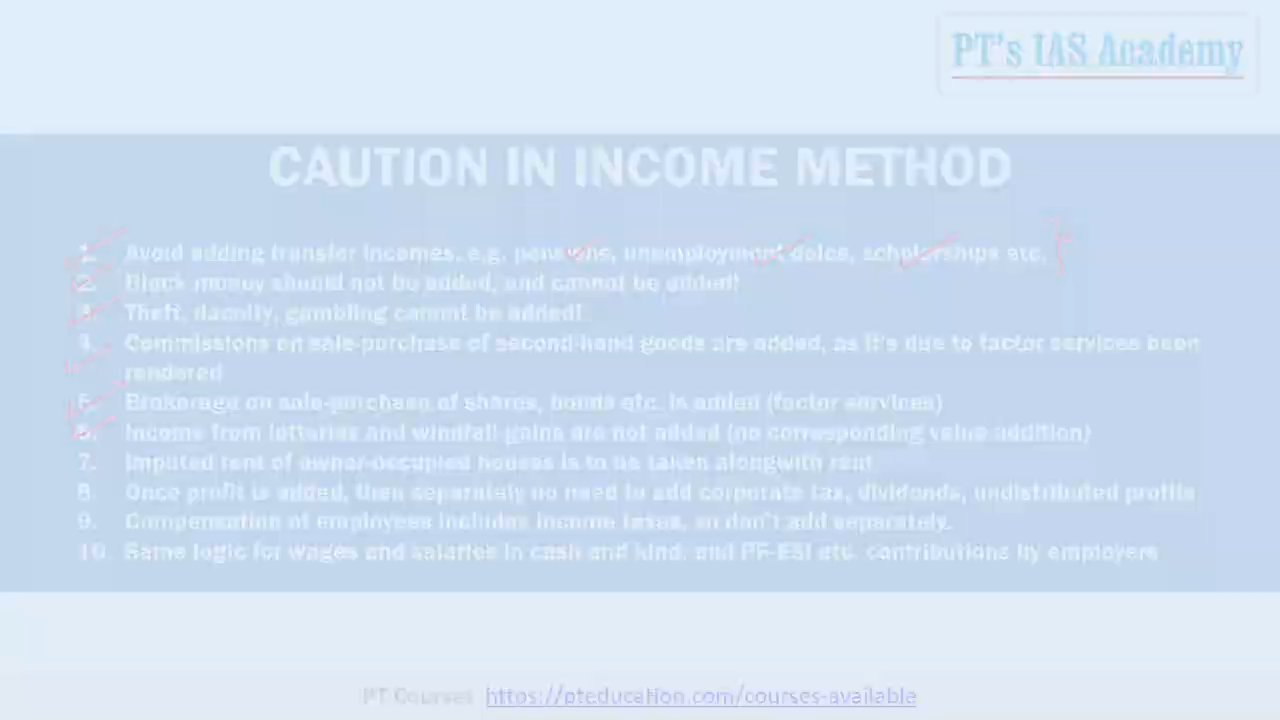 PT's IAS Academy
CAUTION IN INCOME METHOD
1. Avoid adding transfer incomes, e.g. pensions, unemployment doles, scholarships etc.
2. Black money should not be added, and cannot be added!
3. Theft, dacoity, gambling cannot be added!
4. Commissions on sale-purchase of second-hand goods are added, as it's due to factor services been
rendered
5. Brokerage on sale-purchase of shares, bonds etc. is added (factor services)
6. Income from lotteries and windfall gains are not added (no corresponding value addition)
7. Imputed rent of owner-occupied houses is to be taken alongwith rent
8. Once profit is added, then separately no need to add corporate tax, dividends, undistributed profits
9. Compensation of employees includes income taxes, so don't add separately.
10. Same logic for wages and salaries in cash and kind, and PF-ESI etc. contributions by employers
PT Courses https://pteducation.com/courses-available